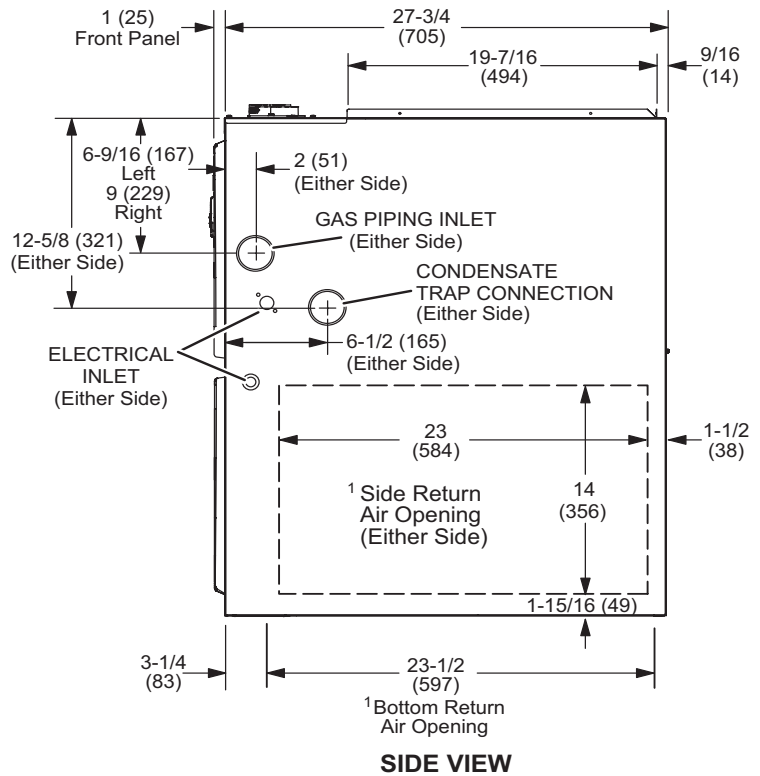 1 (25)
Front Panel
27-3/4
(705)
19-7/16
(494)
9/16
(14)
6-9/16 (167)
Left
9 (229)
Right
2 (51)
(Either Side)
12-5/8 (321)
(Either Side)
GAS PIPING INLET
(Either Side)
CONDENSATE
TRAP CONNECTION
(Either Side)
6-1/2 (165)
(Either Side)
ELECTRICAL
INLET
(Either Side)
23
(584)
1-1/2
(38)
1 Side Return
Air Opening
(Either Side)
14
(356)
1-15/16 (49)
3-1/4
(83)
23-1/2
(597)
1 Bottom Return
Air Opening
SIDE VIEW